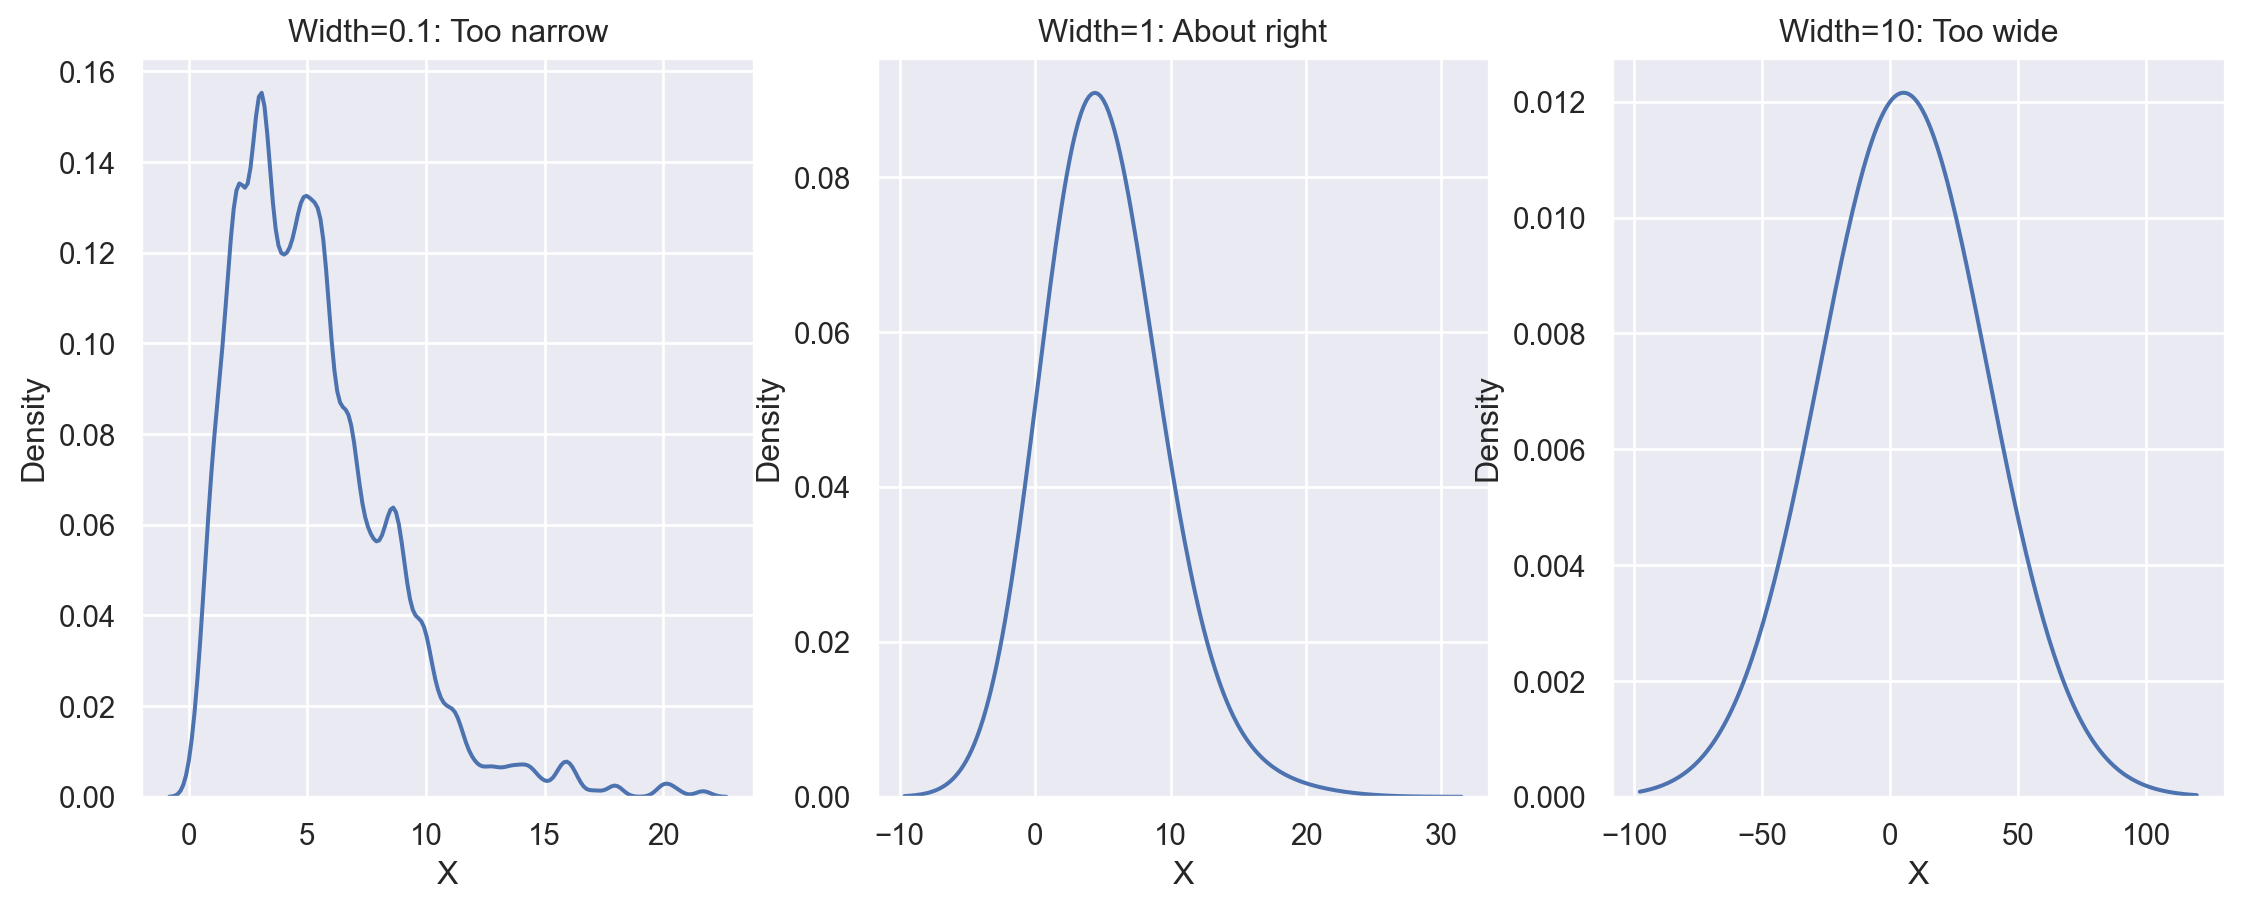 Width=0.1: Too narrow
0.16
0.14
0.12
0.10
0.08
0.06
0.04
0.02
0.00
Density
0 5 10 15 20
X
Width=1: About right
0.08
0.06
0.04
0.02
0.00
Density
−10 0 10 20 30
X
Width=10: Too wide
0.012
0.010
0.008
0.006
0.004
0.002
0.000
Density
−100 −50 0 50 100
X